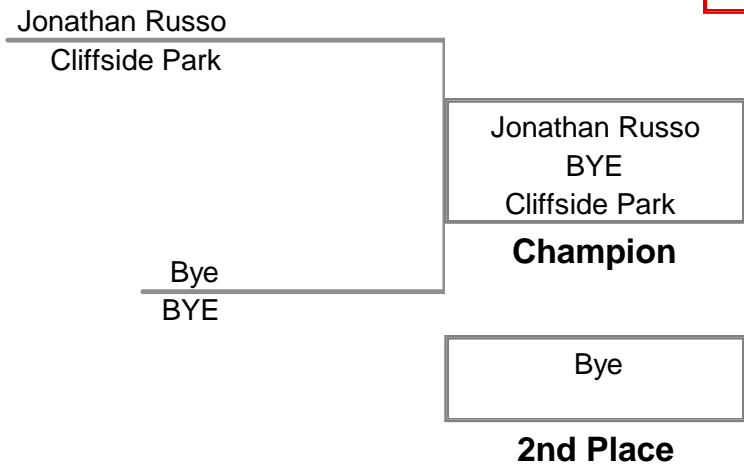 Jonathan Russo
Cliffside Park
Jonathan Russo
BYE
Cliffside Park
Champion
Bye
BYE
Bye
2nd Place